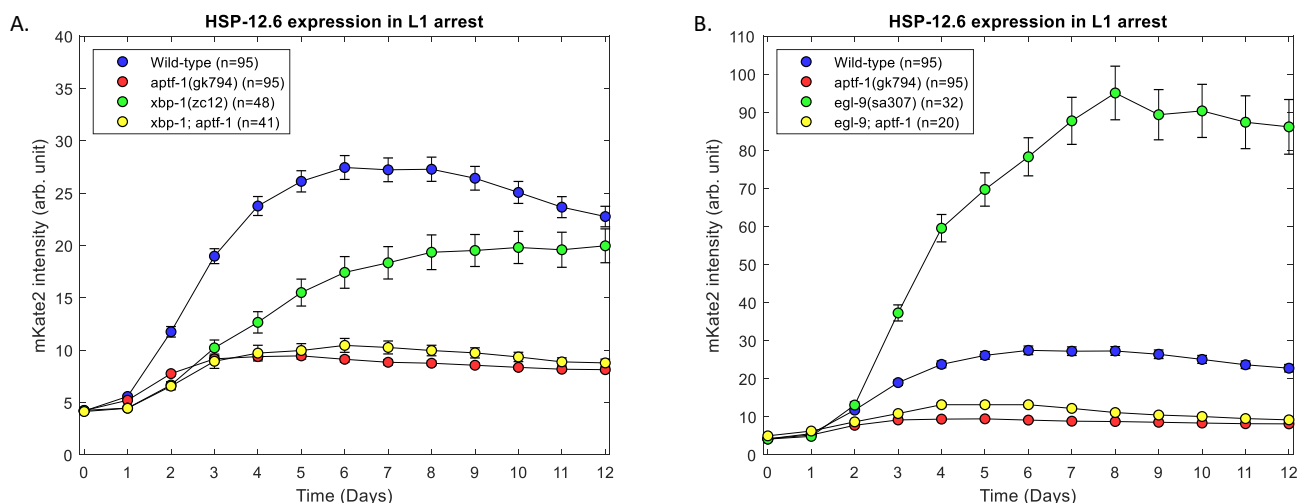 A.
HSP-12.6 expression in L1 arrest
mKate2 intensity (arb. unit)
40
35
30
25
20
15
10
5
0
Wild-type (n=95)
aptf-1(gk794) (n=95)
xbp-1(zc12) (n=48)
xbp-1; aptf-1 (n=41)
0 1 2 3 4 5 6 7 8 9 10 11 12
Time (Days)
B.
HSP-12.6 expression in L1 arrest
mKate2 intensity (arb. unit)
110
100
90
80
70
60
50
40
30
20
10
0
Wild-type (n=95)
aptf-1(gk794) (n=95)
egl-9(sa307) (n=32)
egl-9; aptf-1 (n=20)
0 1 2 3 4 5 6 7 8 9 10 11 12
Time (Days)